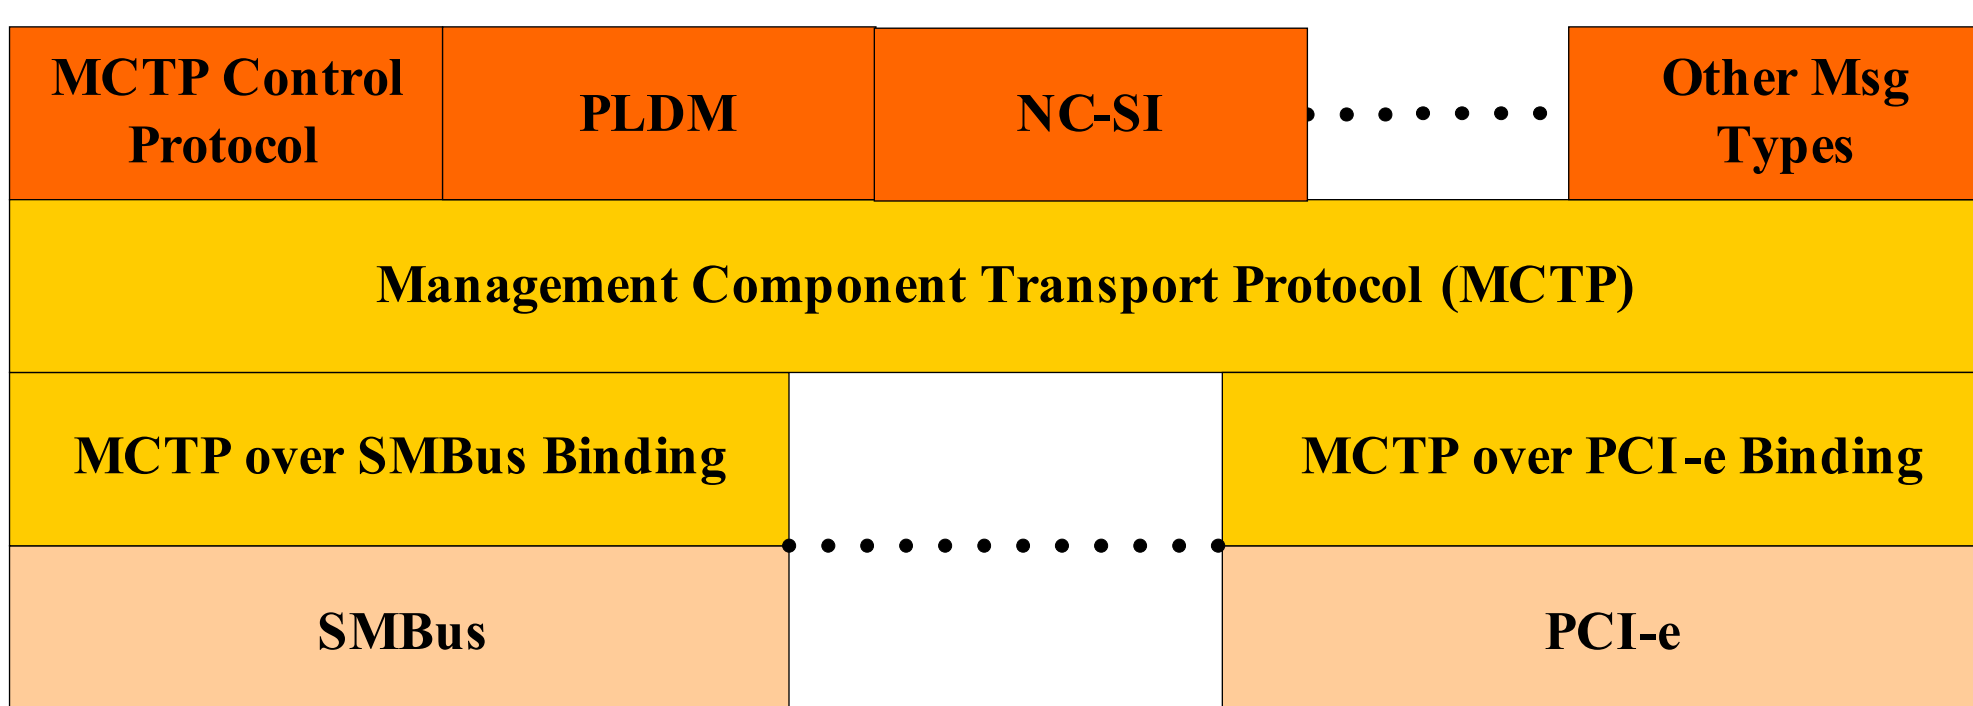 MCTP Control
Protocol
PLDM
NC-SI
Other Msg
Types
Management Component Transport Protocol (MCTP)
MCTP over SMBus Binding
MCTP over PCI-e Binding
SMBus
PCI-e